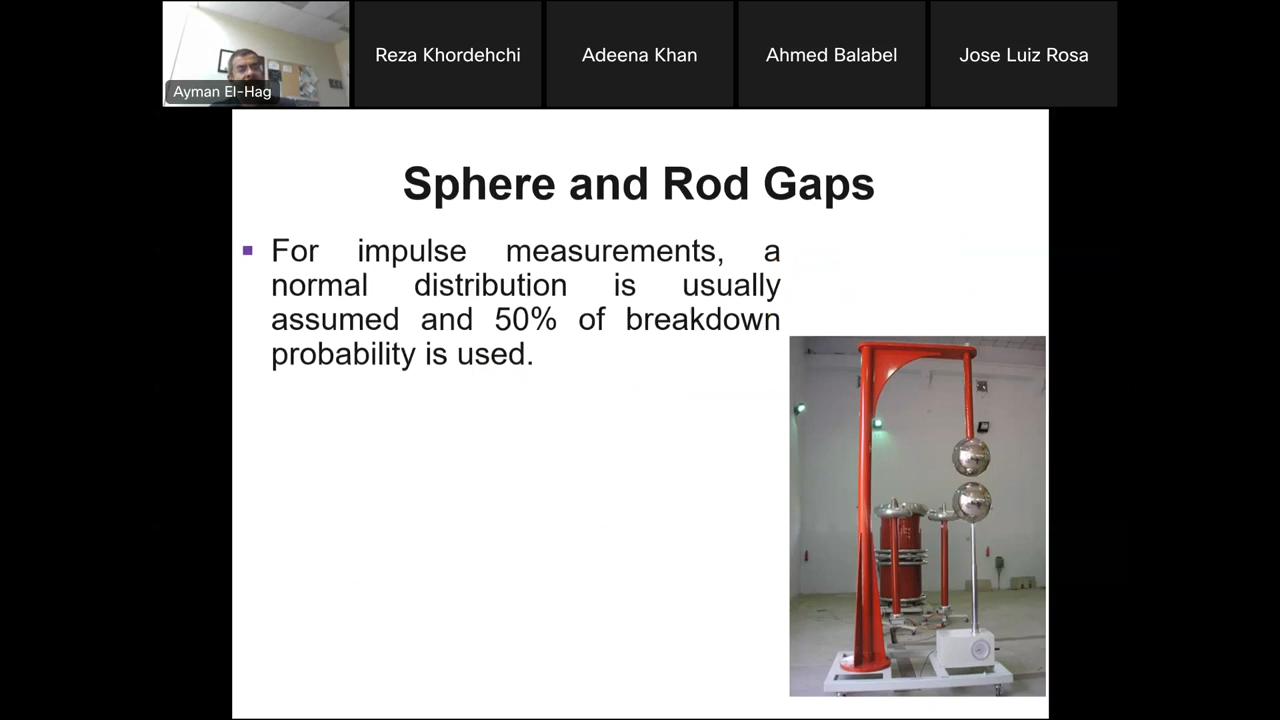 Ayman El-Hag
Reza Khordehchi
Adeena Khan
Ahmed Balabel
Jose Luiz Rosa
Sphere and Rod Gaps
For impulse measurements, a
normal distribution is usually
assumed and 50% of breakdown
probability is used.